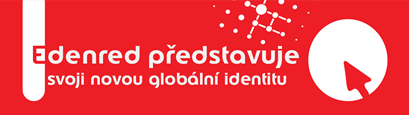 Edenred představuje
svoji novou globální identitu